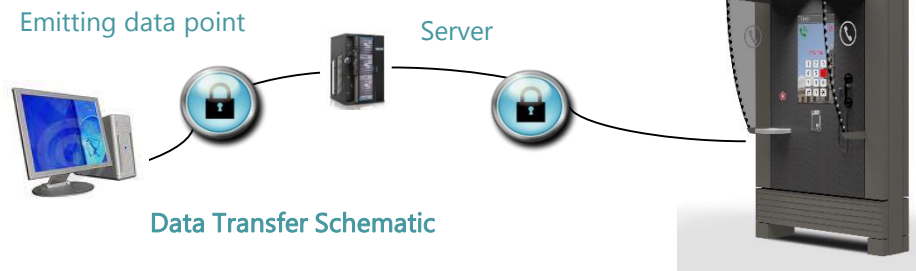 Emitting data point
Server
Data Transfer Schematic